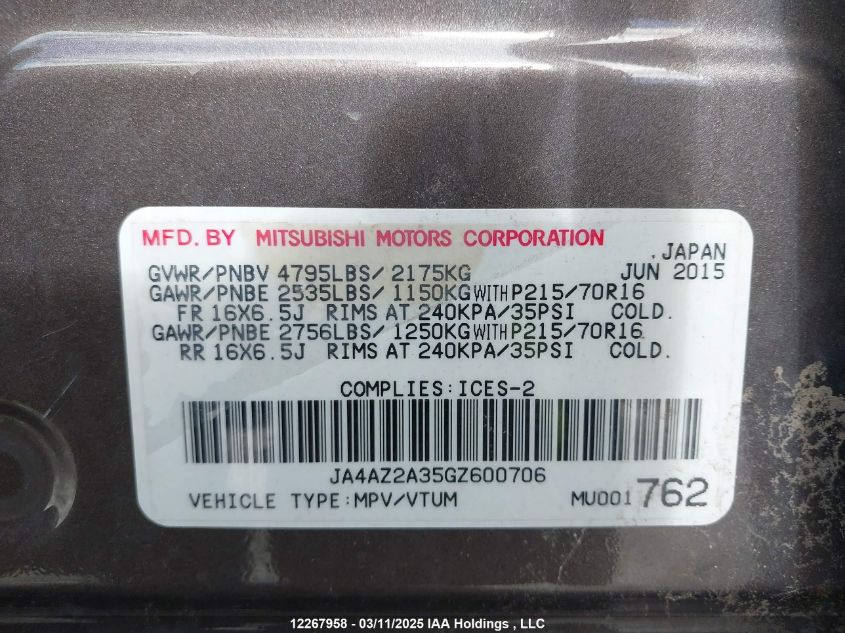 MFD. BY MITSUBISHI MOTORS CORPORATION
.JAPAN
GVWR/PNBV 4795LBS/ 2175KG JUN 2015
GAWR/PNBE 2535LBS/ 1150KG WITH P215/70R16
FR 16X6.5J RIMS AT 240KPA/35PSI COLD.
GAWR/PNBE 2756LBS/ 1250KG WITH P215/70R16
RR 16X6.5J RIMS AT 240KPA/35PSI COLD.
COMPLIES:ICES-2
JA4AZ2A35GZ600706
VEHICLE TYPE:MPV/VTUM MU001 762
12267958 - 03/11/2025 IAA Holdings , LLC